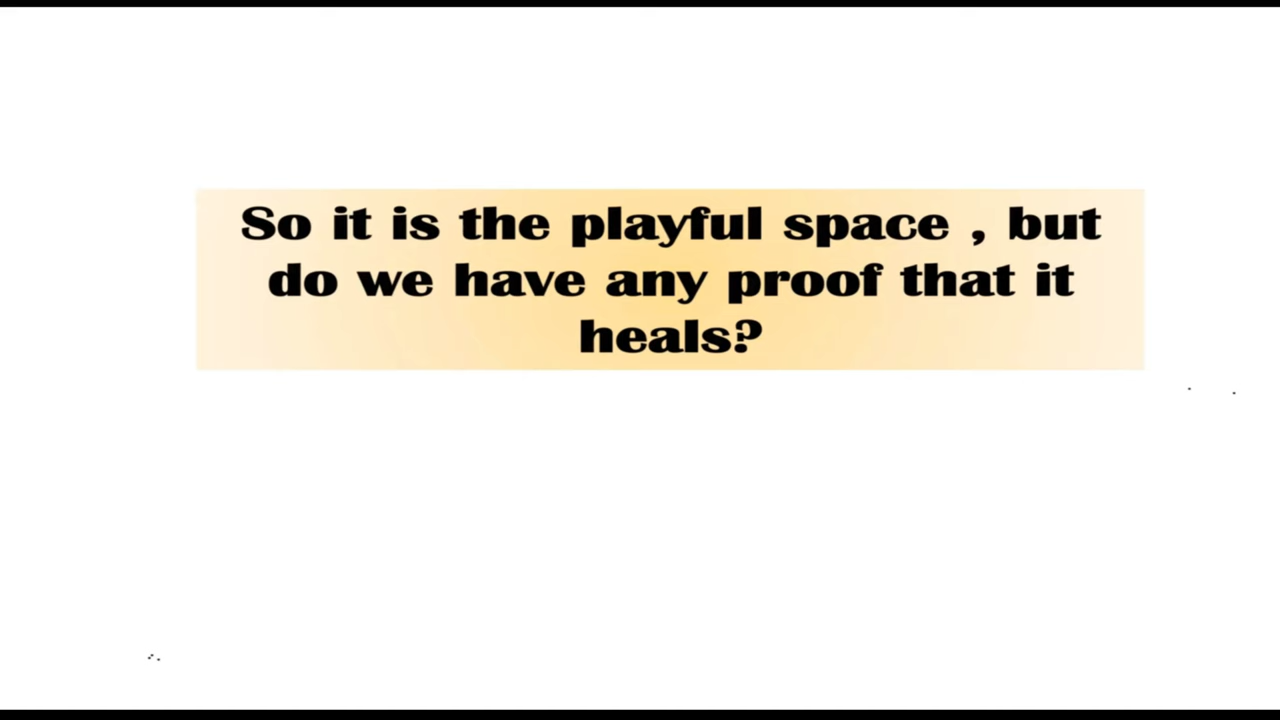 So it is the playful space , but
do we have any proof that it
heals?